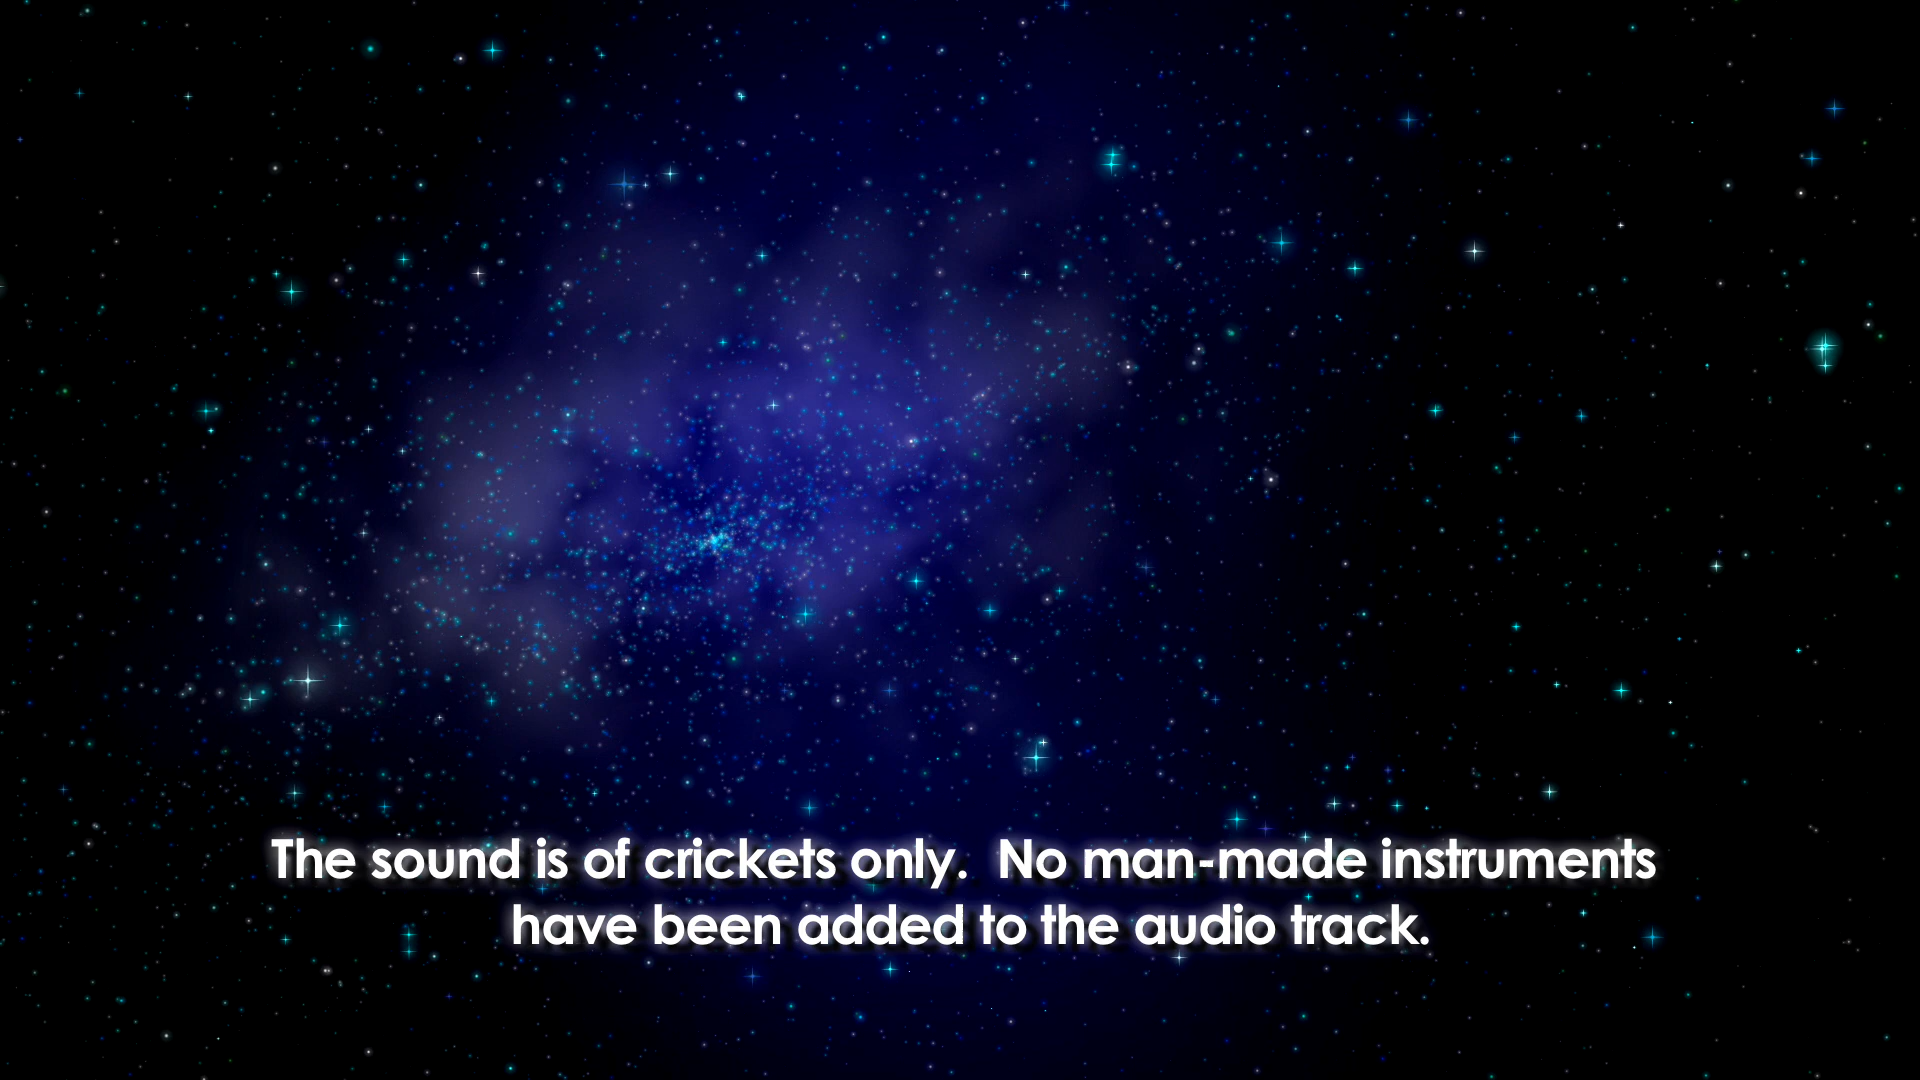 The sound is of crickets only.  No man-made instruments
have been added to the audio track.